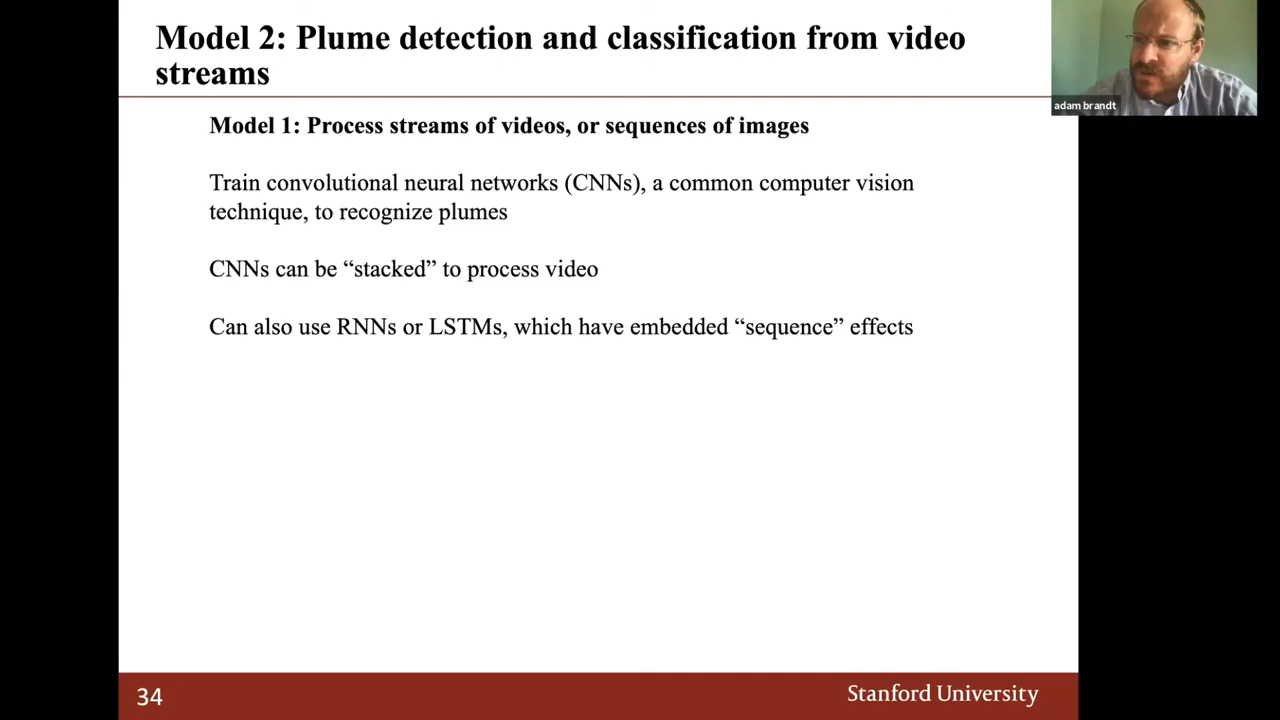 Model 2: Plume detection and classification from video
streams
adam brandt
Model 1: Process streams of videos, or sequences of images
Train convolutional neural networks (CNNs), a common computer vision
technique, to recognize plumes
CNNs can be “stacked” to process video
Can also use RNNs or LSTMs, which have embedded “sequence” effects
34
Stanford University